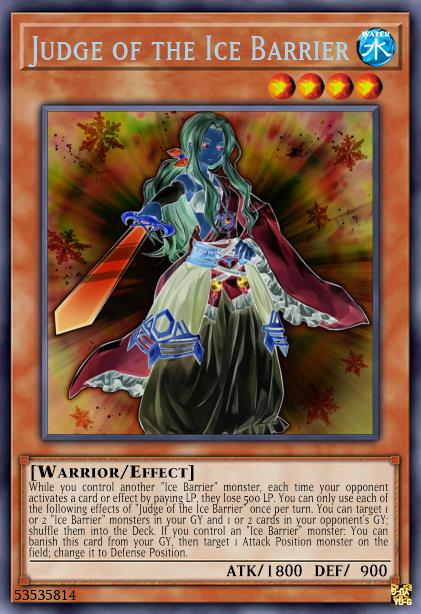 JUDGE OF THE ICE BARRIER
WATER
水
[WARRIOR/EFFECT]
While you control another "Ice Barrier" monster, each time your opponent
activates a card or effect by paying LP, they lose 500 LP. You can only use each
of the following effects of "Judge of the Ice Barrier" once per turn. You can target 1
or 2 "Ice Barrier" monsters in your GY and 1 or 2 cards in your opponent's GY;
shuffle them into the Deck. If you control an "Ice Barrier" monster: You can
banish this card from your GY, then target 1 Attack Position monster on the
field; change it to Defense Position.
ATK/1800 DEF/ 900
53535814